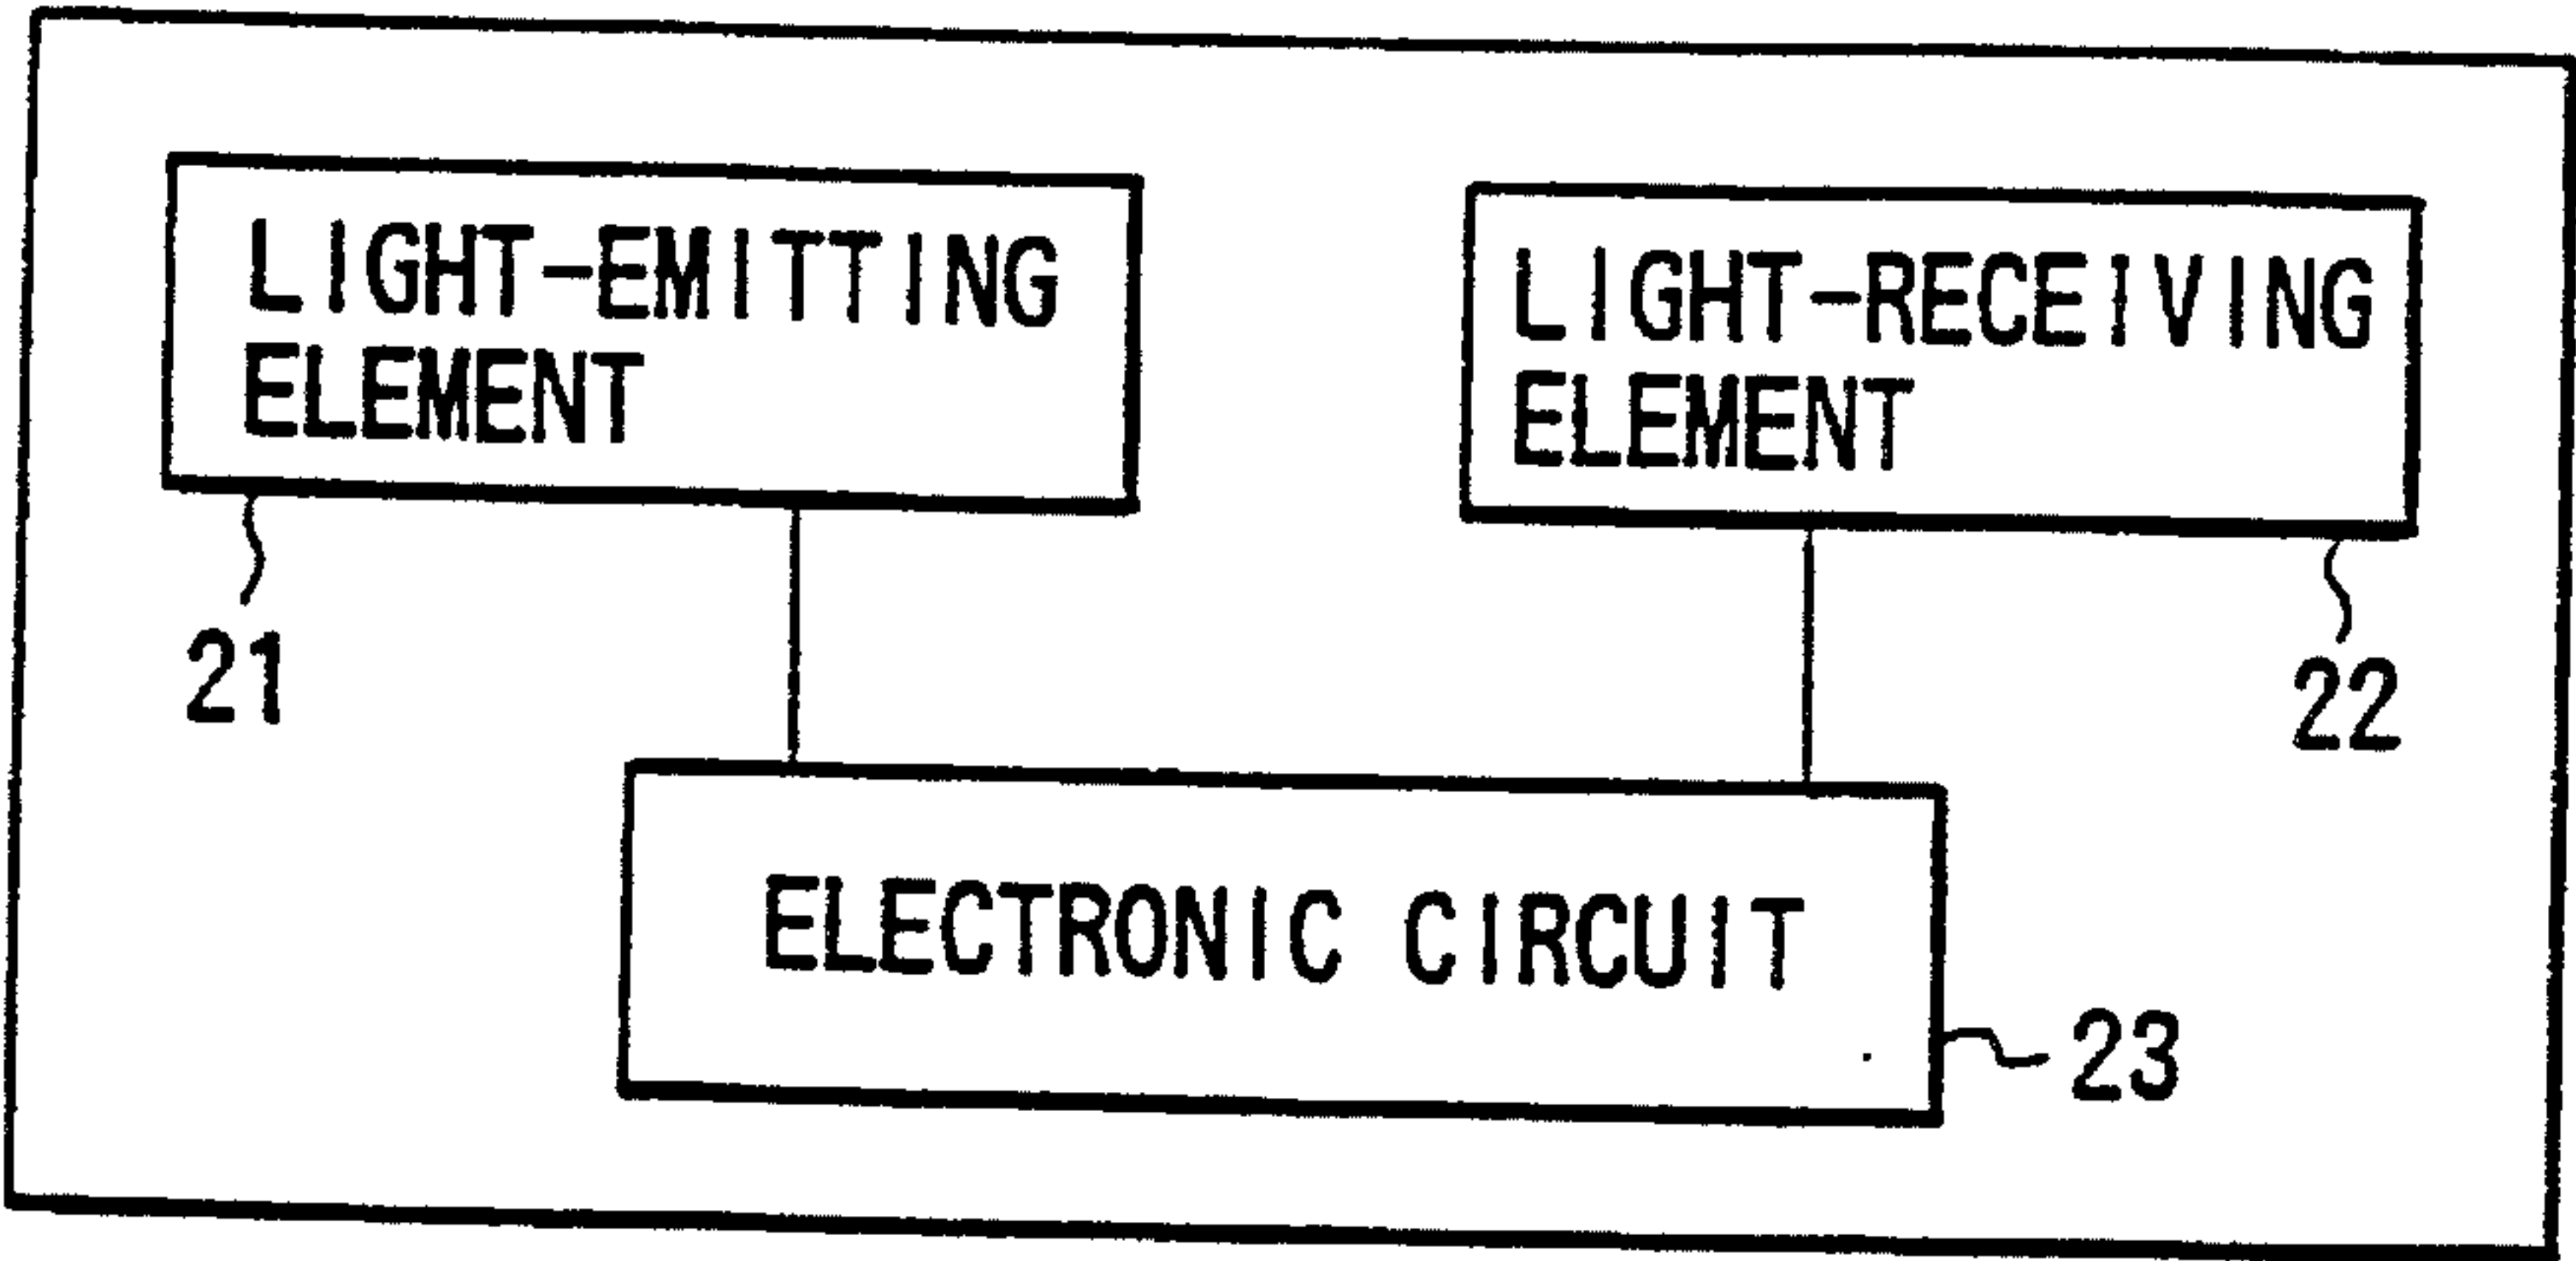 LIGHT-EMITTING
ELEMENT
LIGHT-RECEIVING
ELEMENT
21
22
ELECTRONIC CIRCUIT
23